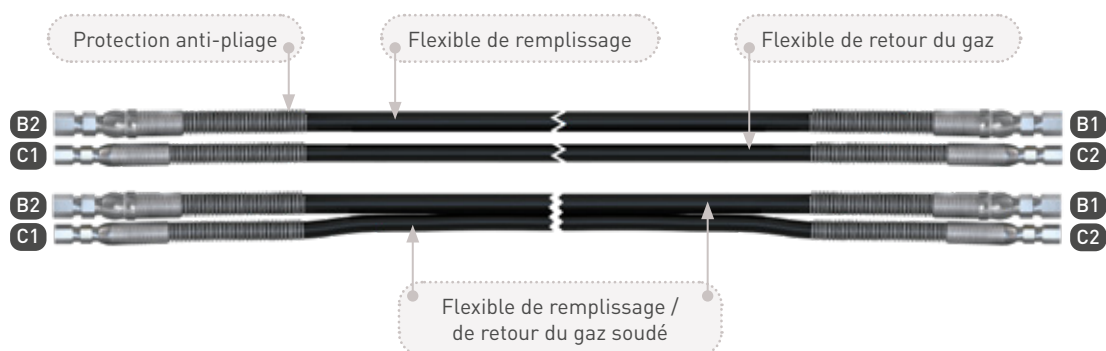 Protection anti-pliage
Flexible de remplissage
Flexible de retour du gaz
B2
B1
C1
C2
B2
B1
C1
C2
Flexible de remplissage /
de retour du gaz soudé